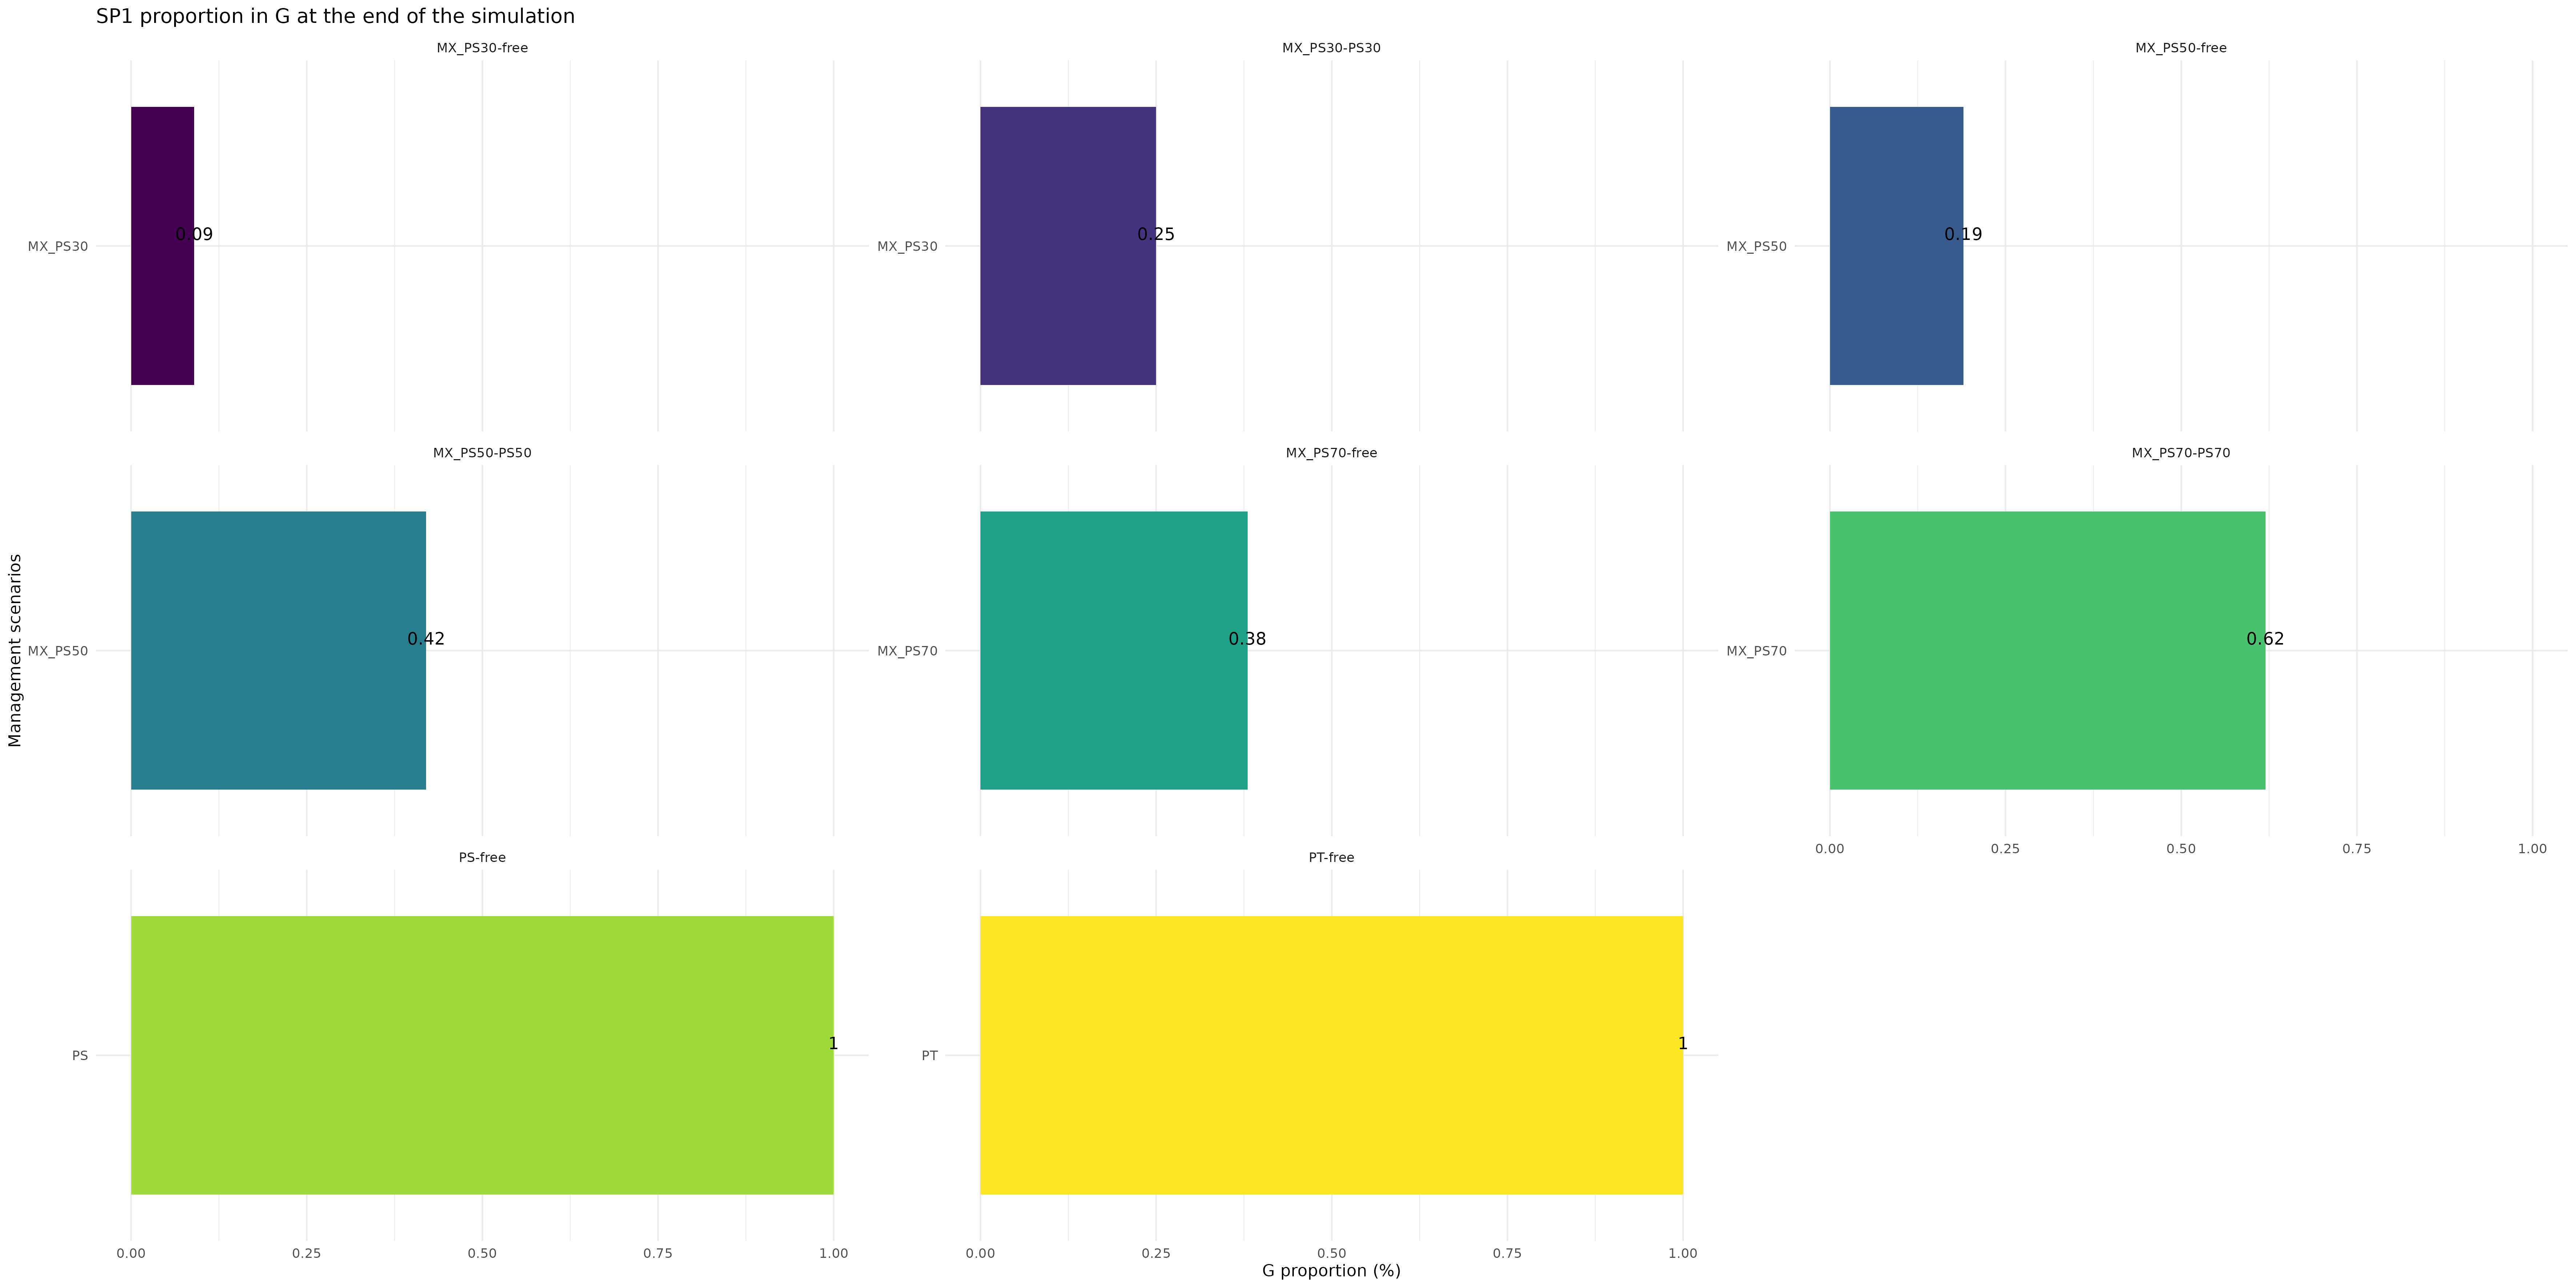 SP1 proportion in G at the end of the simulation
MX_PS30-free
MX_PS30-PS30
MX_PS50-free
MX_PS30
0.09
MX_PS30
0.25
MX_PS50
0.19
MX_PS50-PS50
MX_PS70-free
MX_PS70-PS70
MX_PS50
0.42
MX_PS70
0.38
MX_PS70
0.62
0.00 0.25 0.50 0.75 1.00
PS-free
PT-free
PS
1
PT
1
0.00 0.25 0.50 0.75 1.00
0.00 0.25 0.50 0.75 1.00
G proportion (%)
Management scenarios